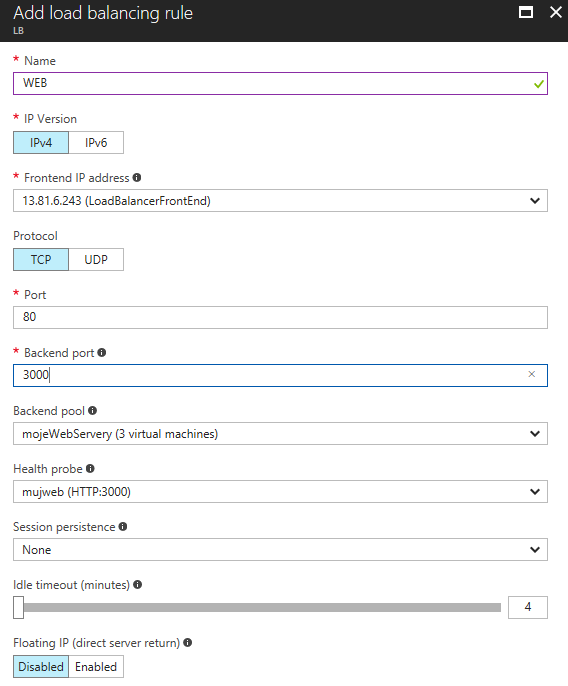 Add load balancing rule
LB
* Name
WEB
* IP Version
IPv4 IPv6
* Frontend IP address
13.81.6.243 (LoadBalancerFrontEnd)
Protocol
TCP UDP
* Port
80
* Backend port
3000
Backend pool
mojeWebServery (3 virtual machines)
Health probe
mujweb (HTTP:3000)
Session persistence
None
Idle timeout (minutes)
4
Floating IP (direct server return)
Disabled Enabled